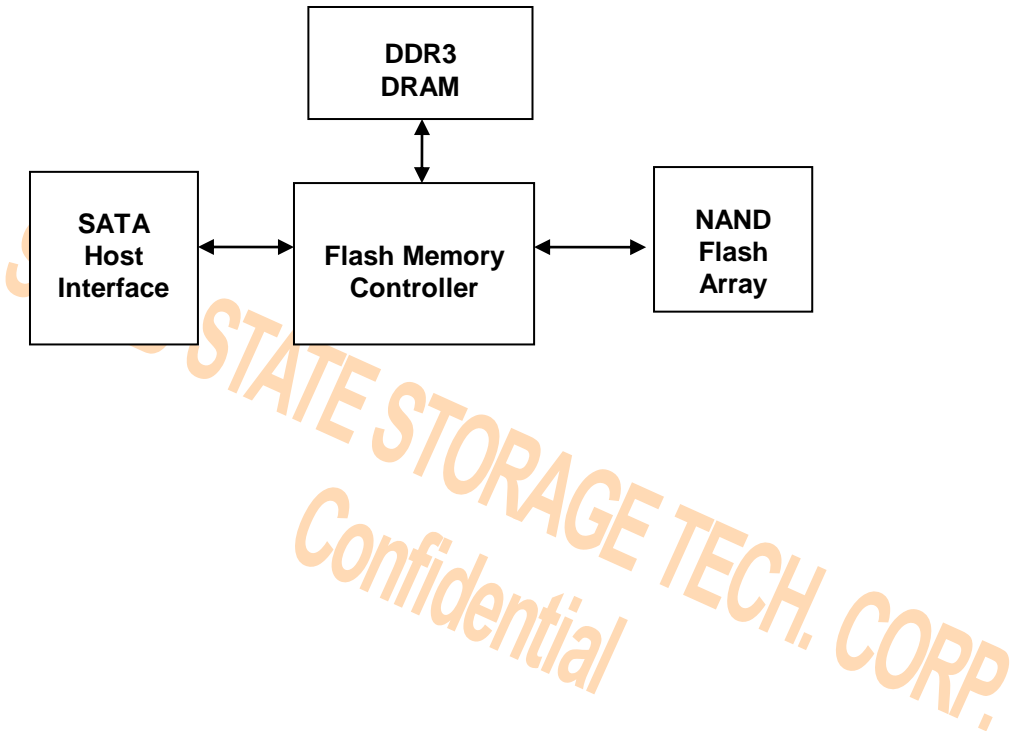 DDR3
DRAM
SATA
Host
Interface
Flash Memory
Controller
NAND
Flash
Array
STATE STORAGE TECH. CORP.
Confidential